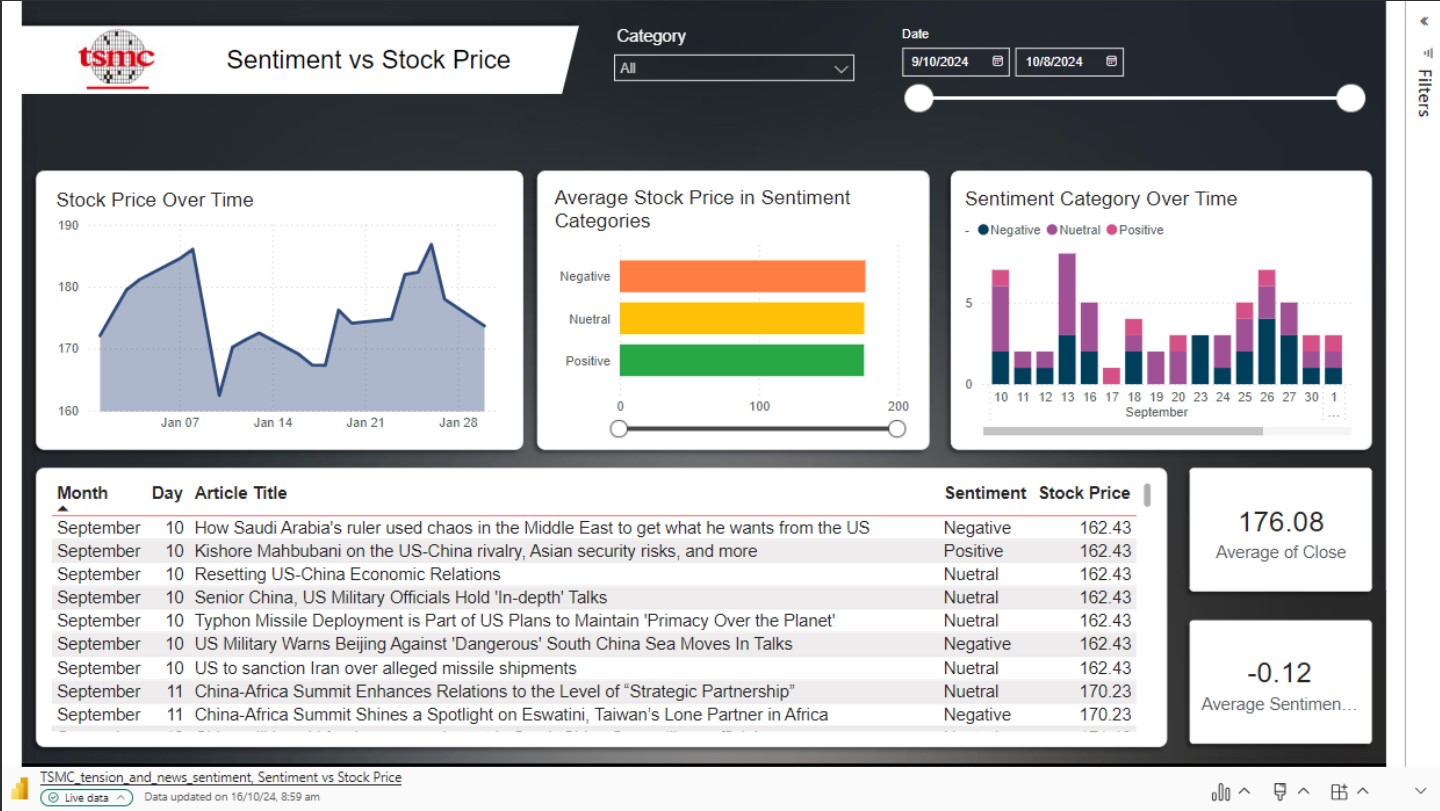 tsmc
Sentiment vs Stock Price
Category
All
Date
9/10/2024
10/8/2024
Filters
Stock Price Over Time
190
180
170
160
Jan 07 Jan 14 Jan 21 Jan 28
Average Stock Price in Sentiment
Categories
Negative
Nuetral
Positive
0 100 200
Sentiment Category Over Time
- Negative Nuetral Positive
5
0
10 11 12 13 16 17 18 19 20 23 24 25 26 27 30 1
September ...
Month Day Article Title Sentiment Stock Price
September 10 How Saudi Arabia's ruler used chaos in the Middle East to get what he wants from the US Negative 162.43
September 10 Kishore Mahbubani on the US-China rivalry, Asian security risks, and more Positive 162.43
September 10 Resetting US-China Economic Relations Nuetral 162.43
September 10 Senior China, US Military Officials Hold 'In-depth' Talks Nuetral 162.43
September 10 Typhon Missile Deployment is Part of US Plans to Maintain 'Primacy Over the Planet' Nuetral 162.43
September 10 US Military Warns Beijing Against 'Dangerous' South China Sea Moves In Talks Negative 162.43
September 10 US to sanction Iran over alleged missile shipments Nuetral 162.43
September 11 China-Africa Summit Enhances Relations to the Level of “Strategic Partnership” Nuetral 170.23
September 11 China-Africa Summit Shines a Spotlight on Eswatini, Taiwan’s Lone Partner in Africa Negative 170.23
176.08
Average of Close
-0.12
Average Sentimen...
TSMC_tension_and_news_sentiment, Sentiment vs Stock Price
Live data
Data updated on 16/10/24, 8:59 am